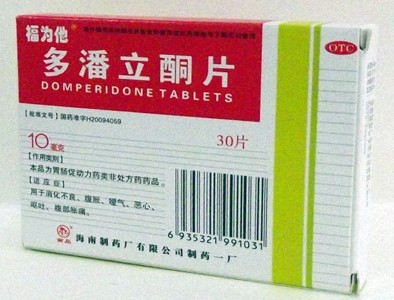 福为他
多潘立酮片
DOMPERIDONE TABLETS
【批准文号】国药准字H20094059
10毫克
30片
【作用类别】
本品为胃肠促动力药类非处方药药品。
【适应症】
用于消化不良、腹胀、嗳气、恶心、
呕吐、腹部胀痛。
6 935321 991031
海南制药厂有限公司制药一厂
OTC